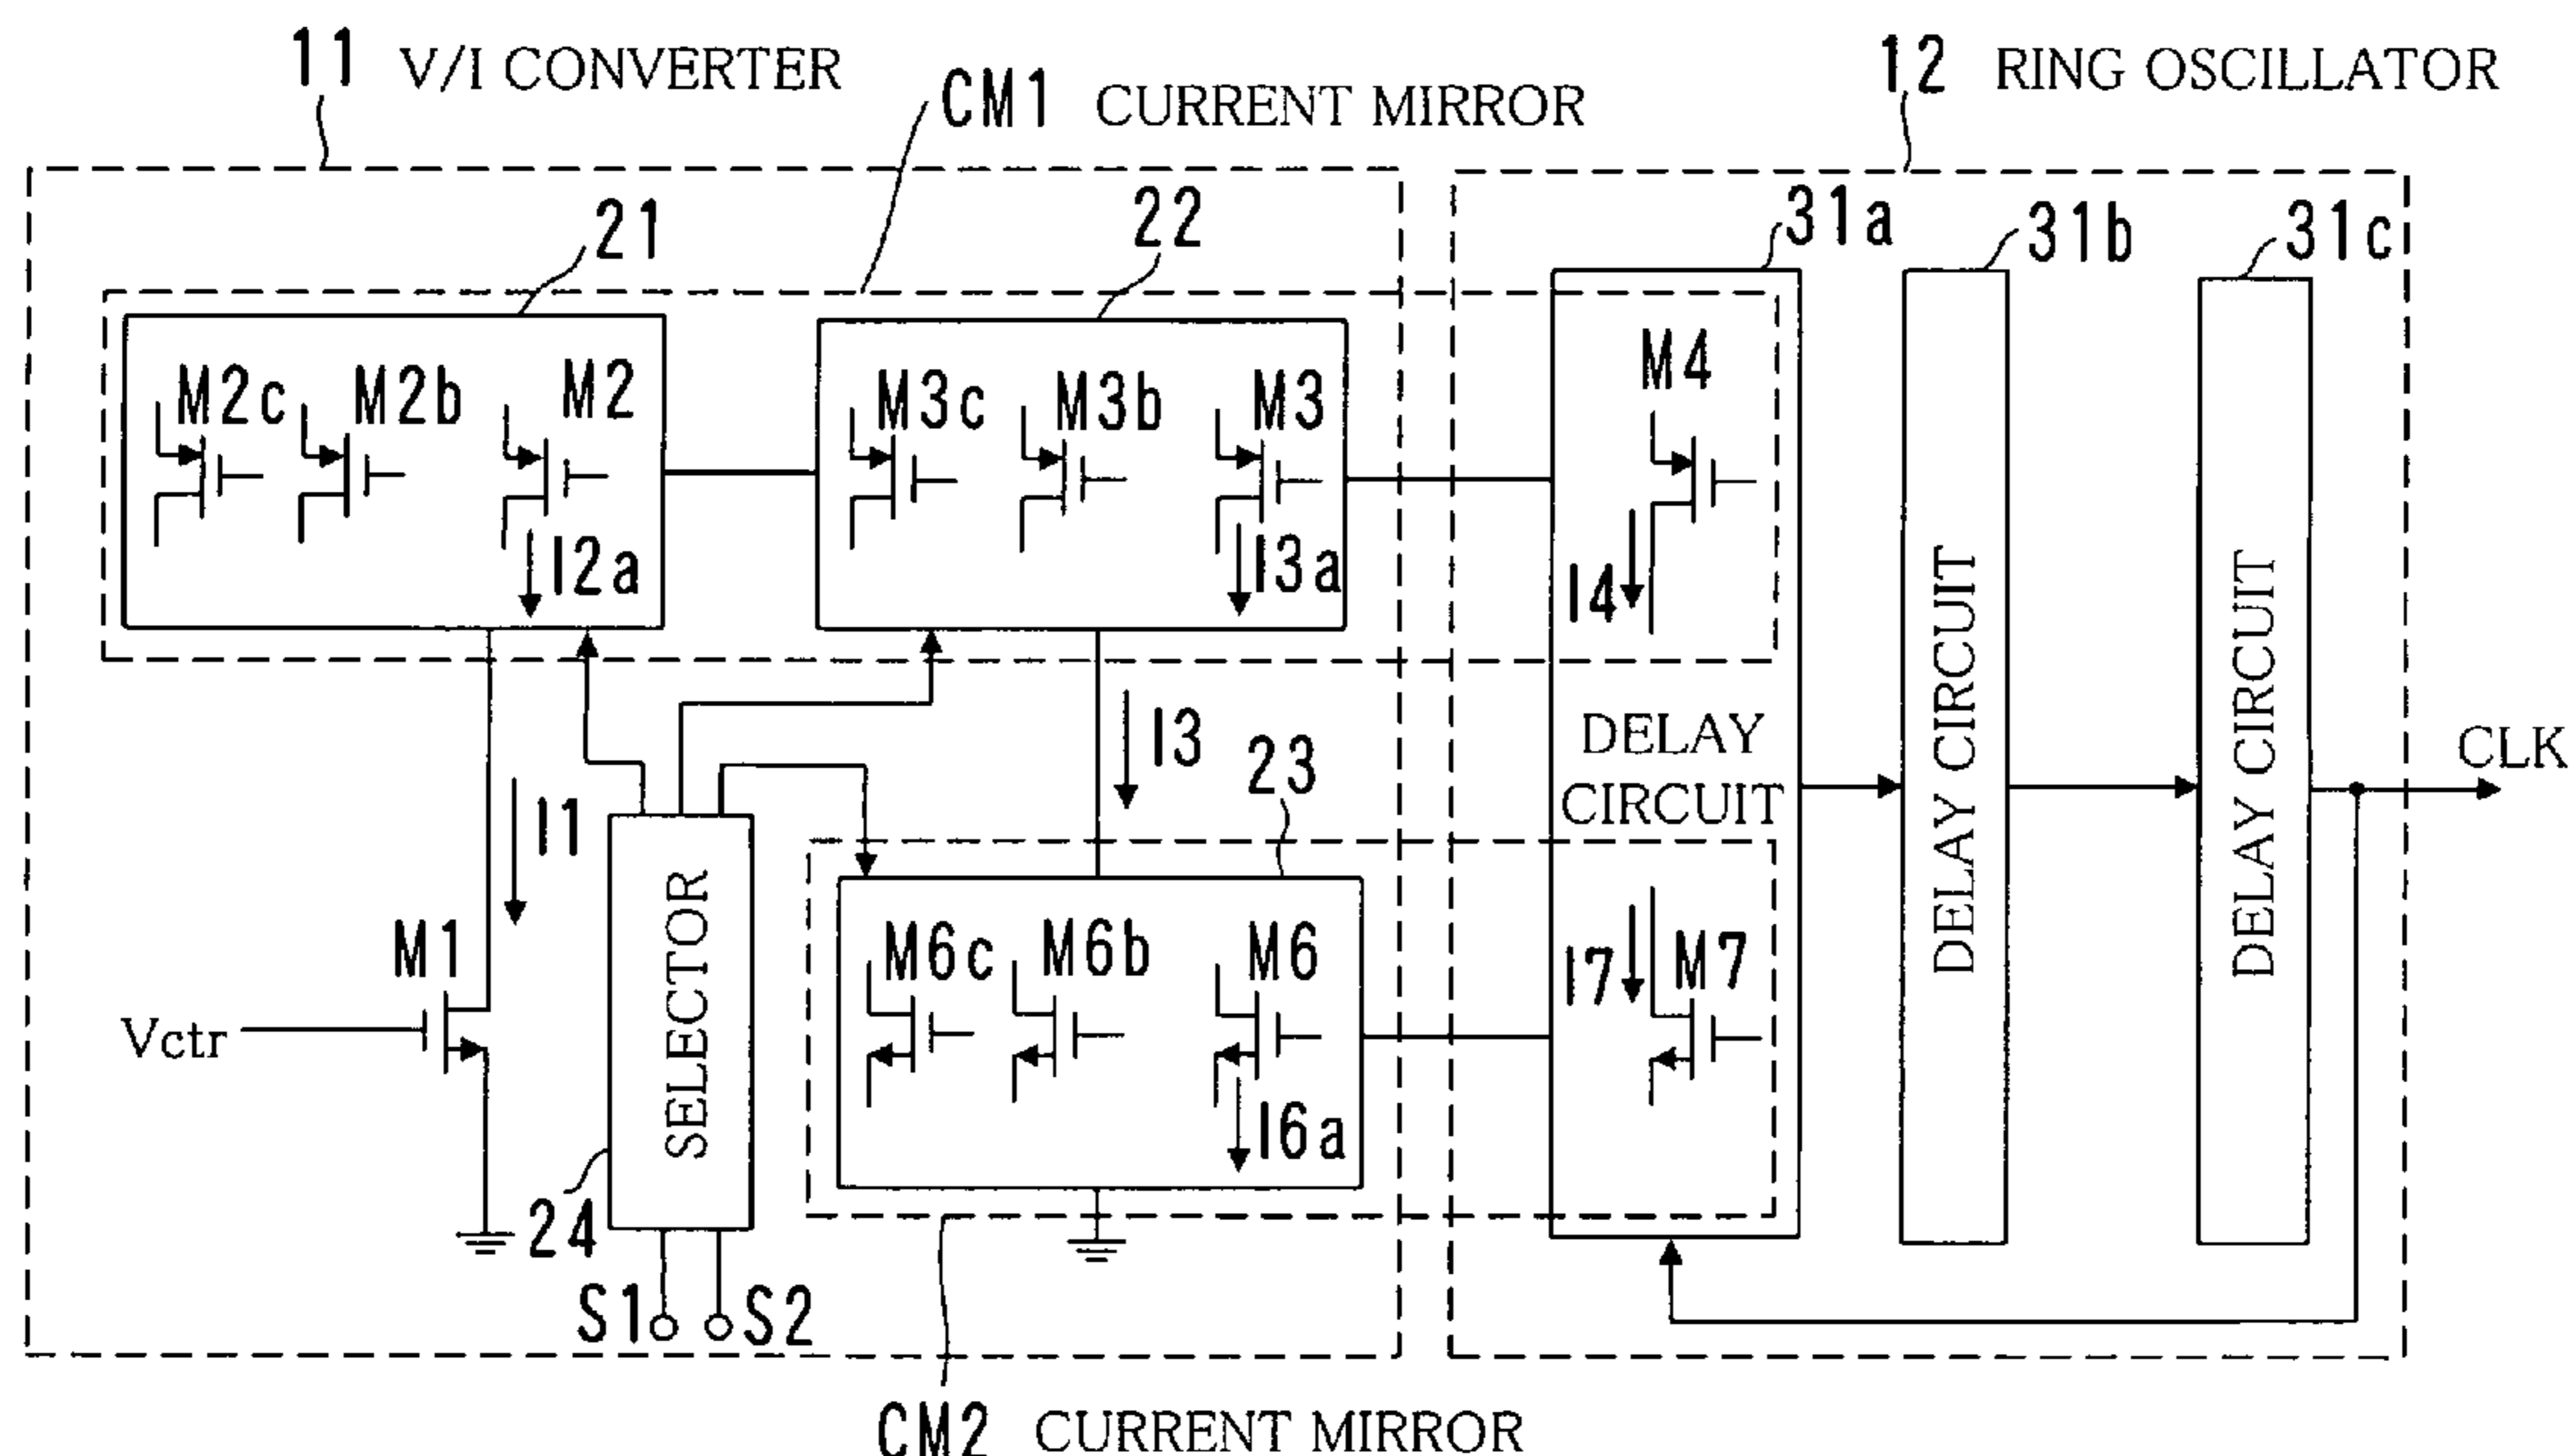 11 V/I CONVERTER
CM1 CURRENT MIRROR
12 RING OSCILLATOR
21
22
31a
31b
31c
M2c
M2b
M2
M3c
M3b
M3
M4
I2a
I3a
I4
DELAY
CIRCUIT
DELAY CIRCUIT
DELAY CIRCUIT
I1
I3
23
CLK
SELECTOR
M1
Vctr
M6c
M6b
M6
I7
M7
I6a
24
S1
S2
CM2 CURRENT MIRROR